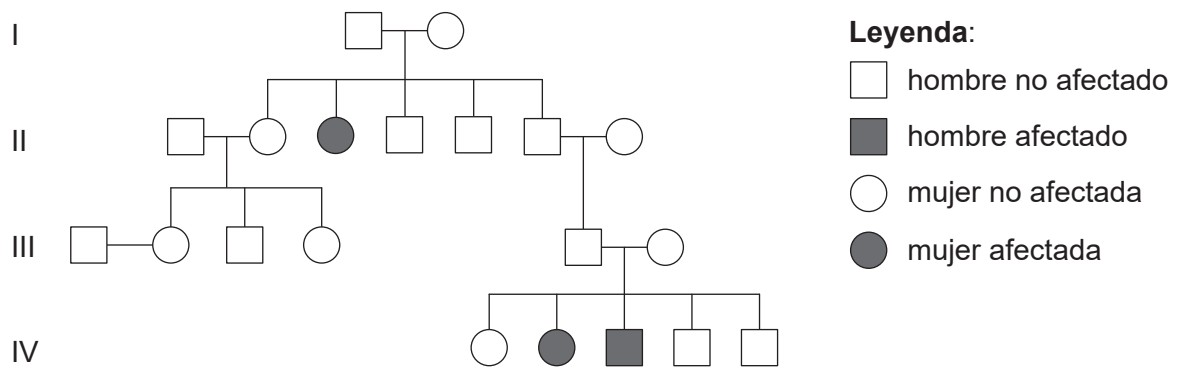 I
II
III
IV
Leyenda:
hombre no afectado
hombre afectado
mujer no afectada
mujer afectada